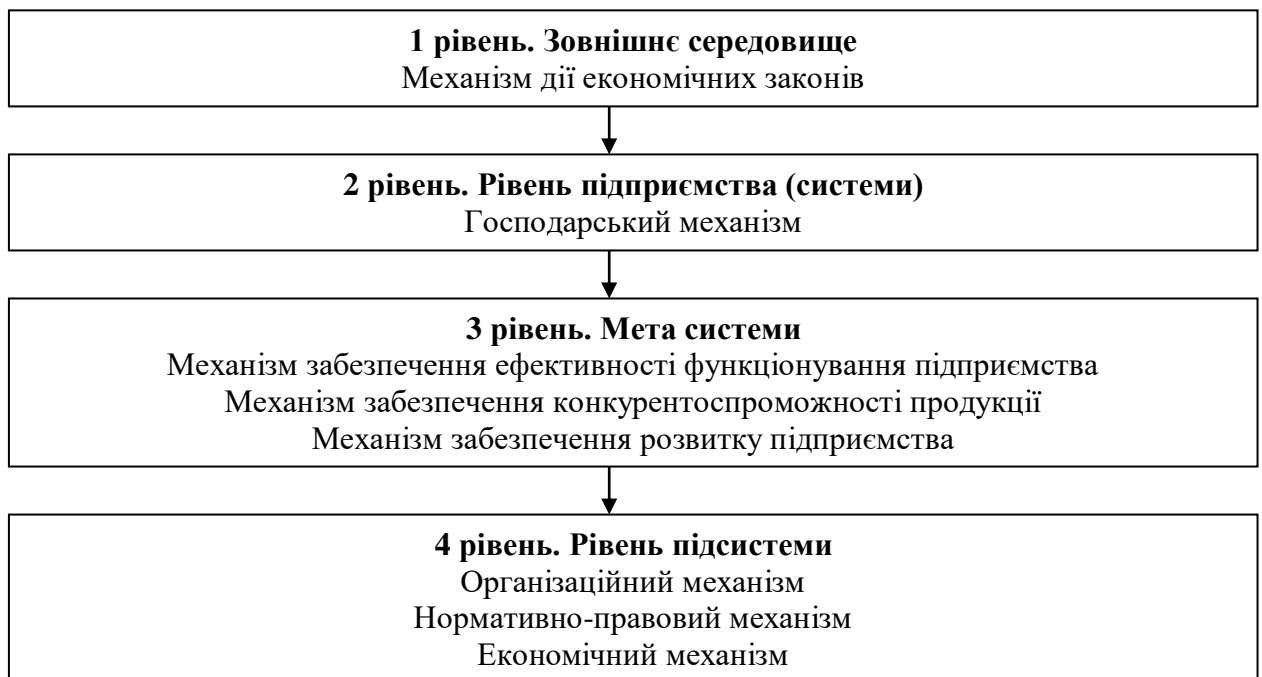 1 рівень. Зовнішнє середовище
Механізм дії економічних законів
2 рівень. Рівень підприємства (системи)
Господарський механізм
3 рівень. Мета системи
Механізм забезпечення ефективності функціонування підприємства
Механізм забезпечення конкурентоспроможності продукції
Механізм забезпечення розвитку підприємства
4 рівень. Рівень підсистеми
Організаційний механізм
Нормативно-правовий механізм
Економічний механізм